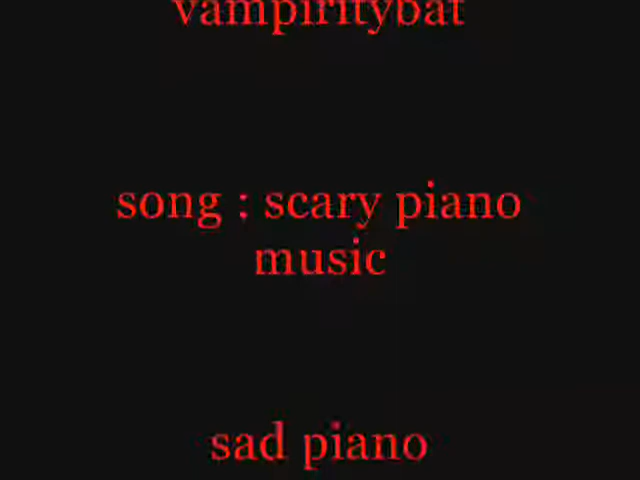 vampiritybat
song : scary piano
music
sad piano